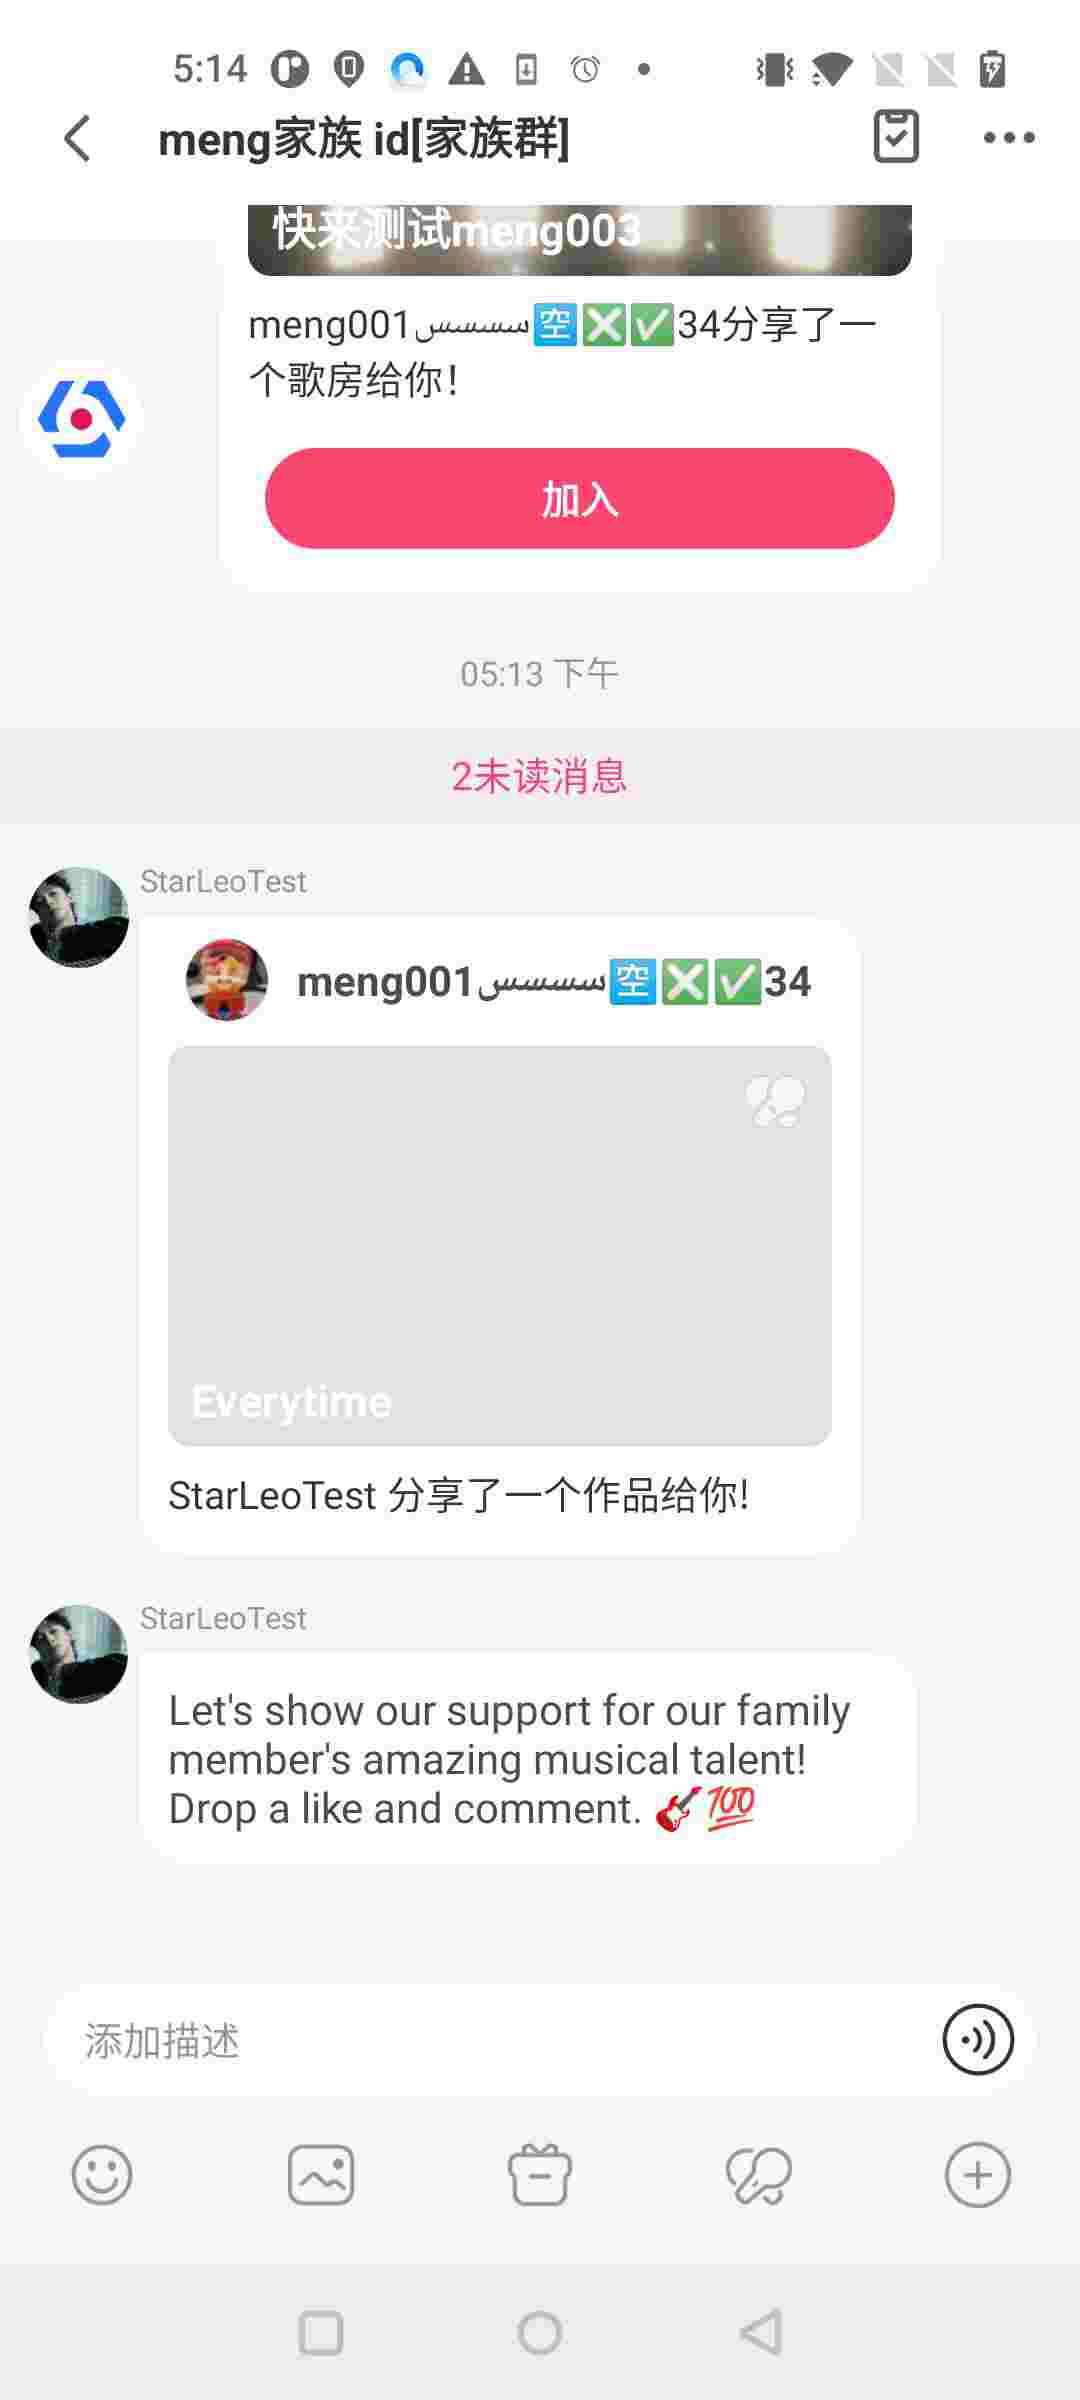 5:14
meng家族 id[家族群]
快来测试meng003
meng001سسسس🈳❎✅34分享了一
个歌房给你!
加入
05:13 下午
2未读消息
StarLeoTest
meng001سسسس🈳❎✅34
Everytime
StarLeoTest 分享了一个作品给你!
StarLeoTest
Let's show our support for our family
member's amazing musical talent!
Drop a like and comment. 🎸💯
添加描述